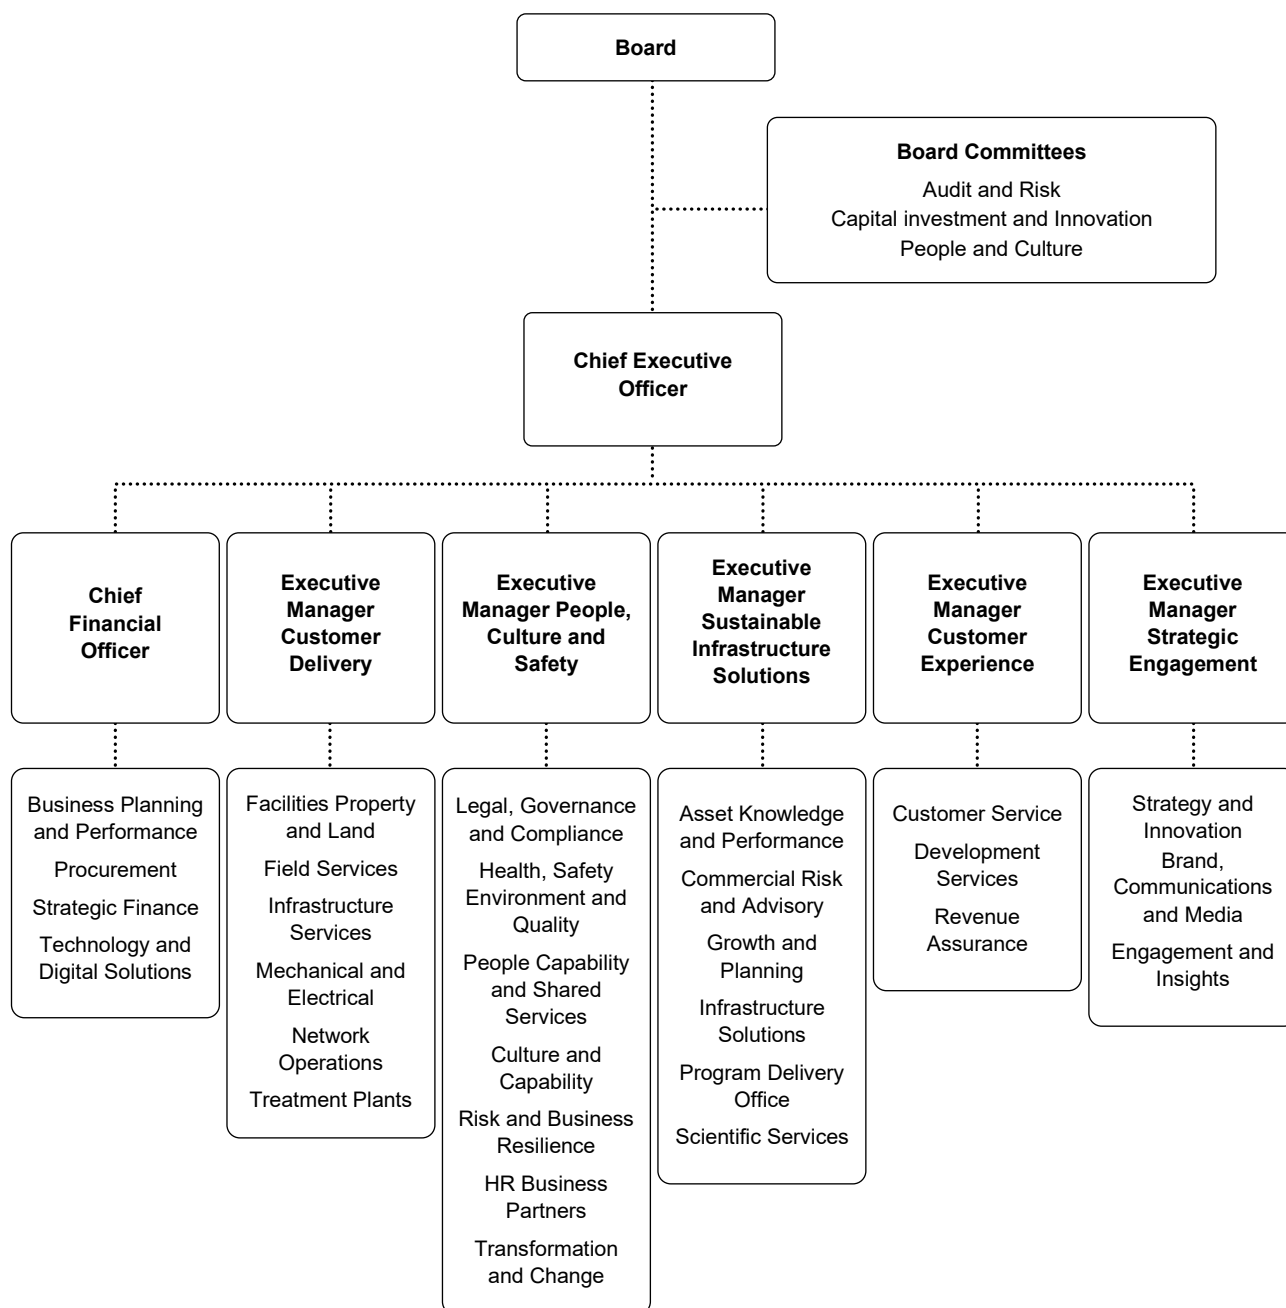 Board
Board Committees
Audit and Risk
Capital investment and Innovation
People and Culture
Chief Executive
Officer
Chief
Financial
Officer
Executive
Manager
Customer
Delivery
Executive
Manager People,
Culture and
Safety
Executive
Manager
Sustainable
Infrastructure
Solutions
Executive
Manager
Customer
Experience
Executive
Manager
Strategic
Engagement
Business Planning
and Performance
Procurement
Strategic Finance
Technology and
Digital Solutions
Facilities Property
and Land
Field Services
Infrastructure
Services
Mechanical and
Electrical
Network
Operations
Treatment Plants
Legal, Governance
and Compliance
Health, Safety
Environment and
Quality
People Capability
and Shared
Services
Culture and
Capability
Risk and Business
Resilience
HR Business
Partners
Transformation
and Change
Asset Knowledge
and Performance
Commercial Risk
and Advisory
Growth and
Planning
Infrastructure
Solutions
Program Delivery
Office
Scientific Services
Customer Service
Development
Services
Revenue
Assurance
Strategy and
Innovation
Brand,
Communications
and Media
Engagement and
Insights